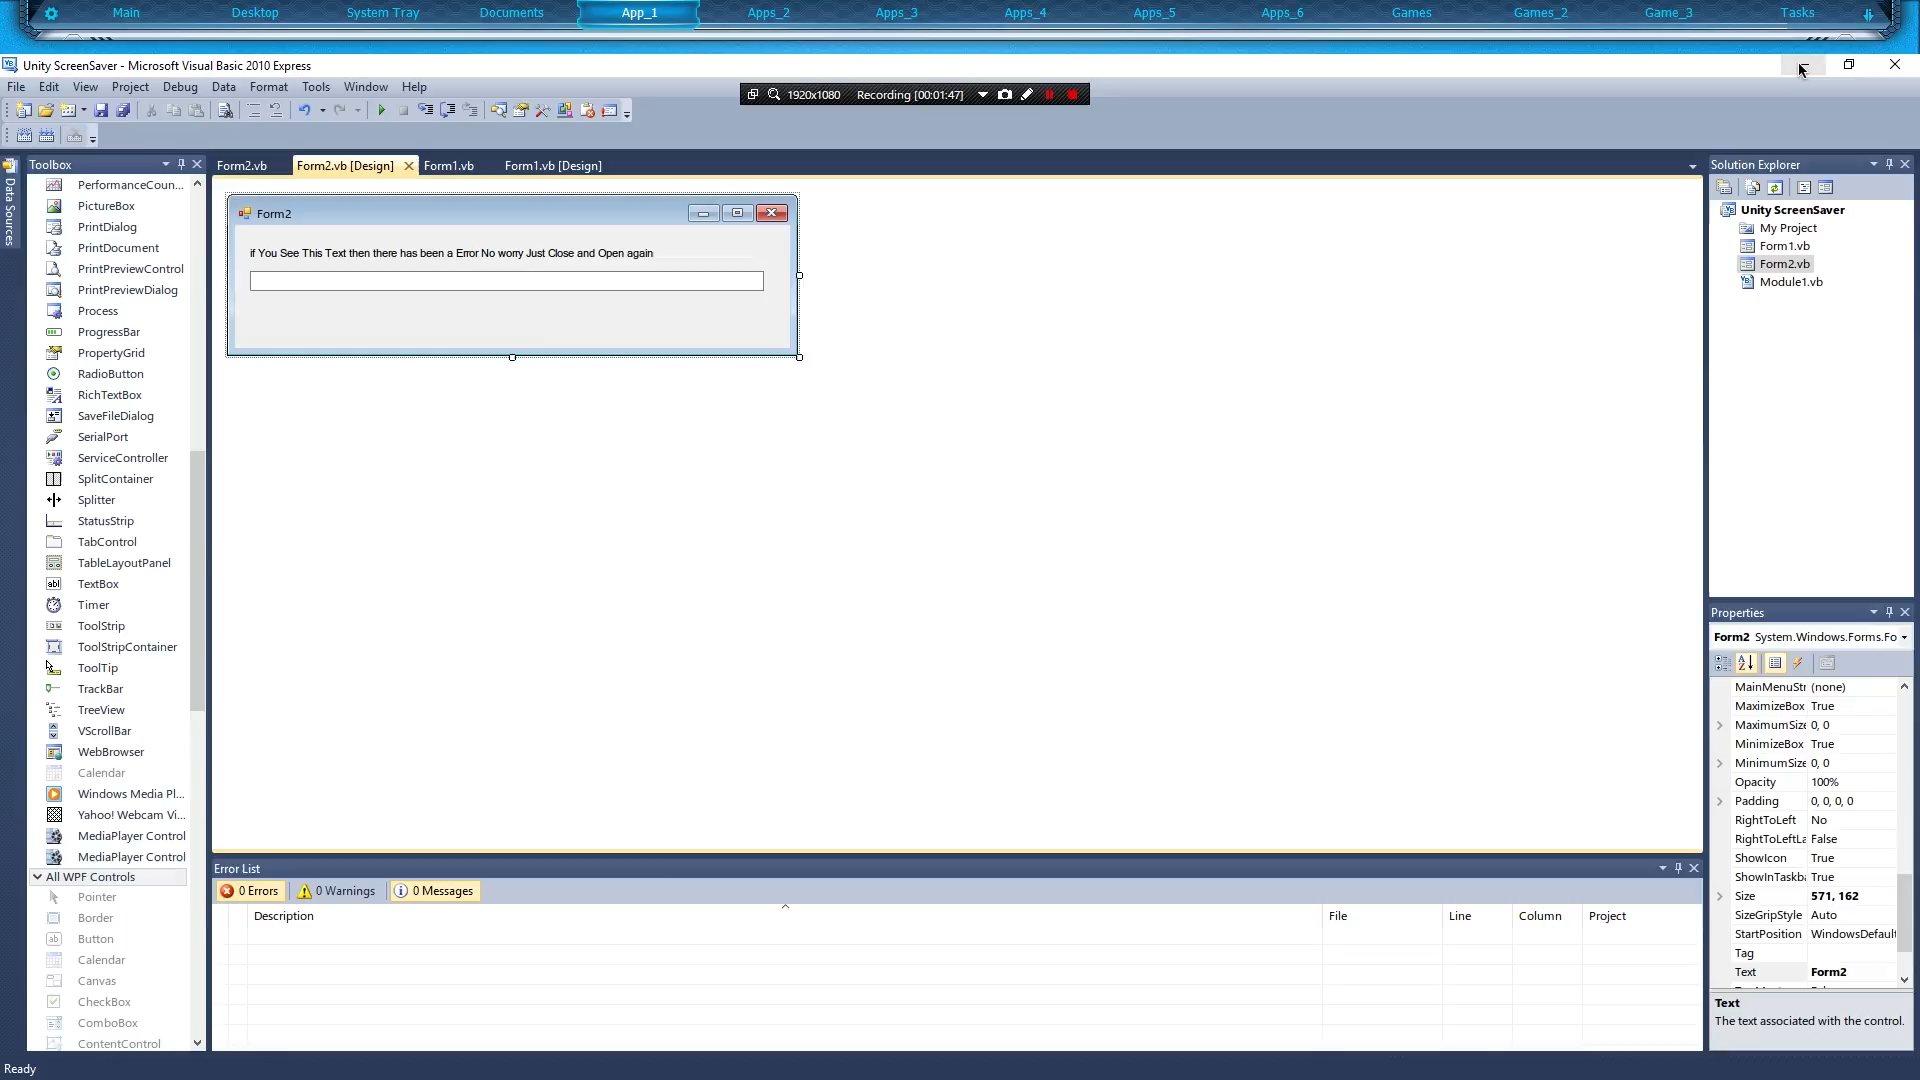 Main Desktop System Tray Documents App_1 Apps_2 Apps_3 Apps_4 Apps_5 Apps_6 Games Games_2 Game_3 Tasks
Unity ScreenSaver - Microsoft Visual Basic 2010 Express
File Edit View Project Debug Format Data Tools Window Help
1920x1080 Recording [00:01:47]
Data Sources
Toolbox
PerformanceCoun...
PictureBox
PrintDialog
PrintDocument
PrintPreviewControl
PrintPreviewDialog
Process
ProgressBar
PropertyGrid
RadioButton
RichTextBox
SaveFileDialog
SerialPort
ServiceController
SplitContainer
Splitter
StatusStrip
TabControl
TableLayoutPanel
TextBox
Timer
ToolStrip
ToolStripContainer
ToolTip
TrackBar
TreeView
VScrollBar
WebBrowser
Calendar
Windows Media Pl...
Yahoo! Webcam Vi...
MediaPlayer Control
MediaPlayer Control
All WPF Controls
Pointer
Border
Button
Calendar
Canvas
CheckBox
ComboBox
ContentControl
Form2.vb Form2.vb [Design] Form1.vb Form1.vb [Design]
Form2
if You See This Text then there has been a Error No worry Just Close and Open again
Error List
0 Errors 0 Warnings 0 Messages
Description File Line Column Project
Solution Explorer
Unity ScreenSaver
My Project
Form1.vb
Form2.vb
Module1.vb
Properties
Form2 System.Windows.Forms.Fo
MainMenuStr (none)
MaximizeBox True
MaximumSize 0, 0
MinimizeBox True
MinimumSize 0, 0
Opacity 100%
Padding 0, 0, 0, 0
RightToLeft No
RightToLeftLa False
ShowIcon True
ShowInTaskba True
Size 571, 162
SizeGripStyle Auto
StartPosition WindowsDefault
Tag
Text Form2
Text
The text associated with the control.
Ready